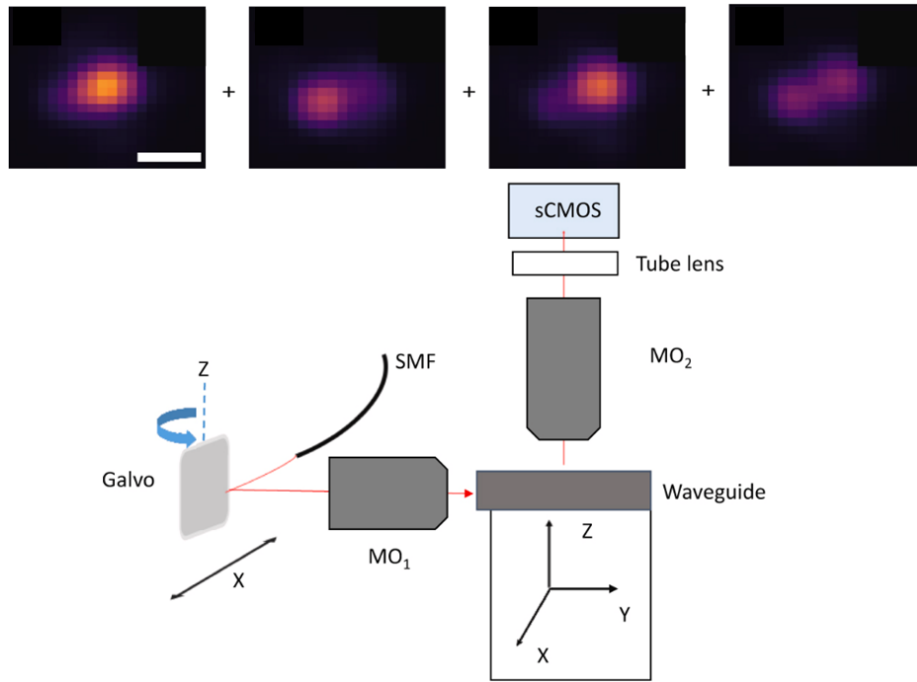 + + +
sCMOS
Tube lens
MO₂
SMF
Z
Galvo
X
MO₁
Waveguide
Z
Y
X